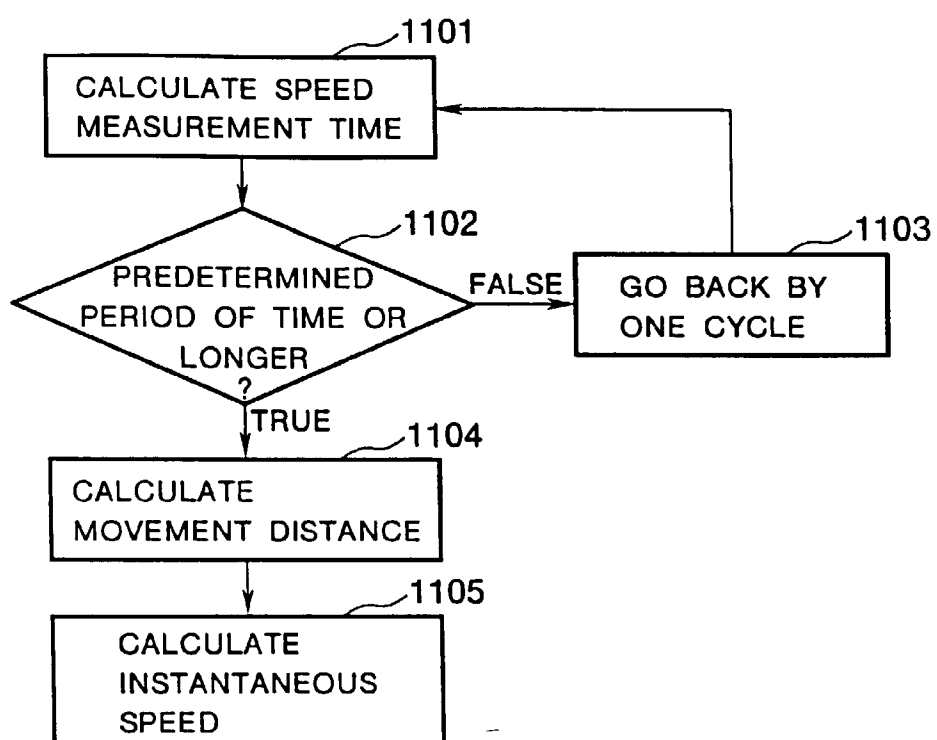 1101
CALCULATE SPEED
MEASUREMENT TIME
1102
PREDETERMINED
PERIOD OF TIME OR
LONGER
?
FALSE
1103
GO BACK BY
ONE CYCLE
TRUE
1104
CALCULATE
MOVEMENT DISTANCE
1105
CALCULATE
INSTANTANEOUS
SPEED